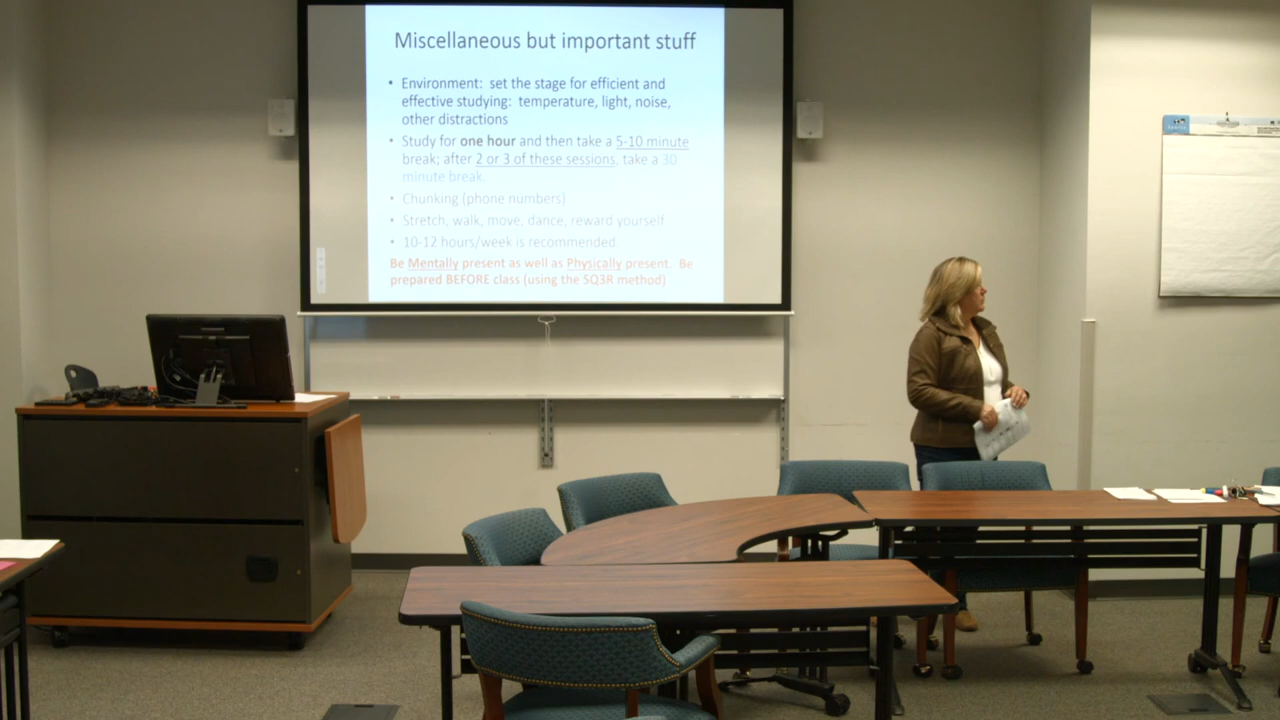 Miscellaneous but important stuff
• Environment: set the stage for efficient and
effective studying: temperature, light, noise,
other distractions
• Study for one hour and then take a 5-10 minute
break; after 2 or 3 of these sessions, take a 30
minute break.
• Chunking (phone numbers)
• Stretch, walk, move, dance, reward yourself
• 10-12 hours/week is recommended.
Be Mentally present as well as Physically present. Be
prepared BEFORE class (using the SQ3R method)